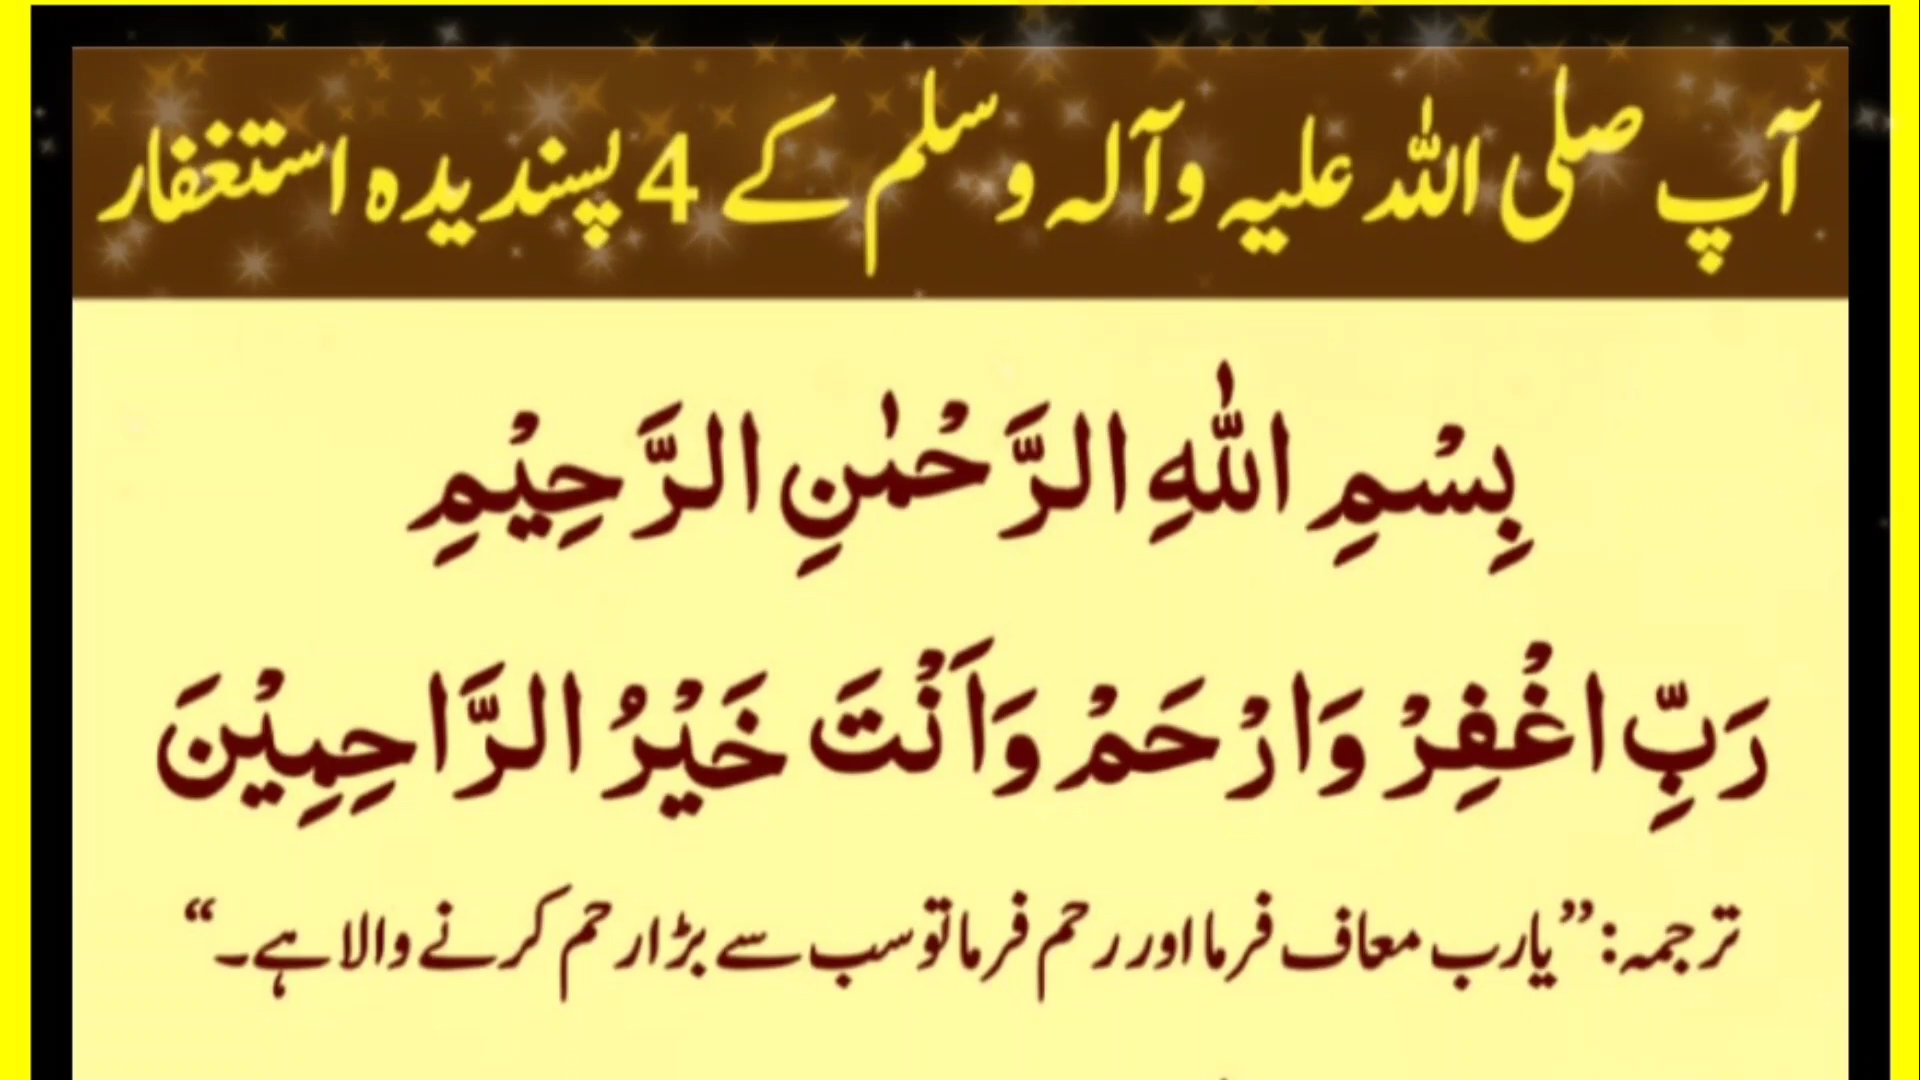 آپ صلی اللہ علیہ وآلہ وسلم کے 4 پسندیدہ استغفار
بِسْمِ اللّٰهِ الرَّحْمٰنِ الرَّحِيْمِ
رَبِّ اغْفِرْ وَارْحَمْ وَاَنْتَ خَيْرُ الرَّاحِمِيْنَ
ترجمہ: ”یارب معاف فرما اور رحم فرما تو سب سے بڑا رحم کرنے والا ہے۔“